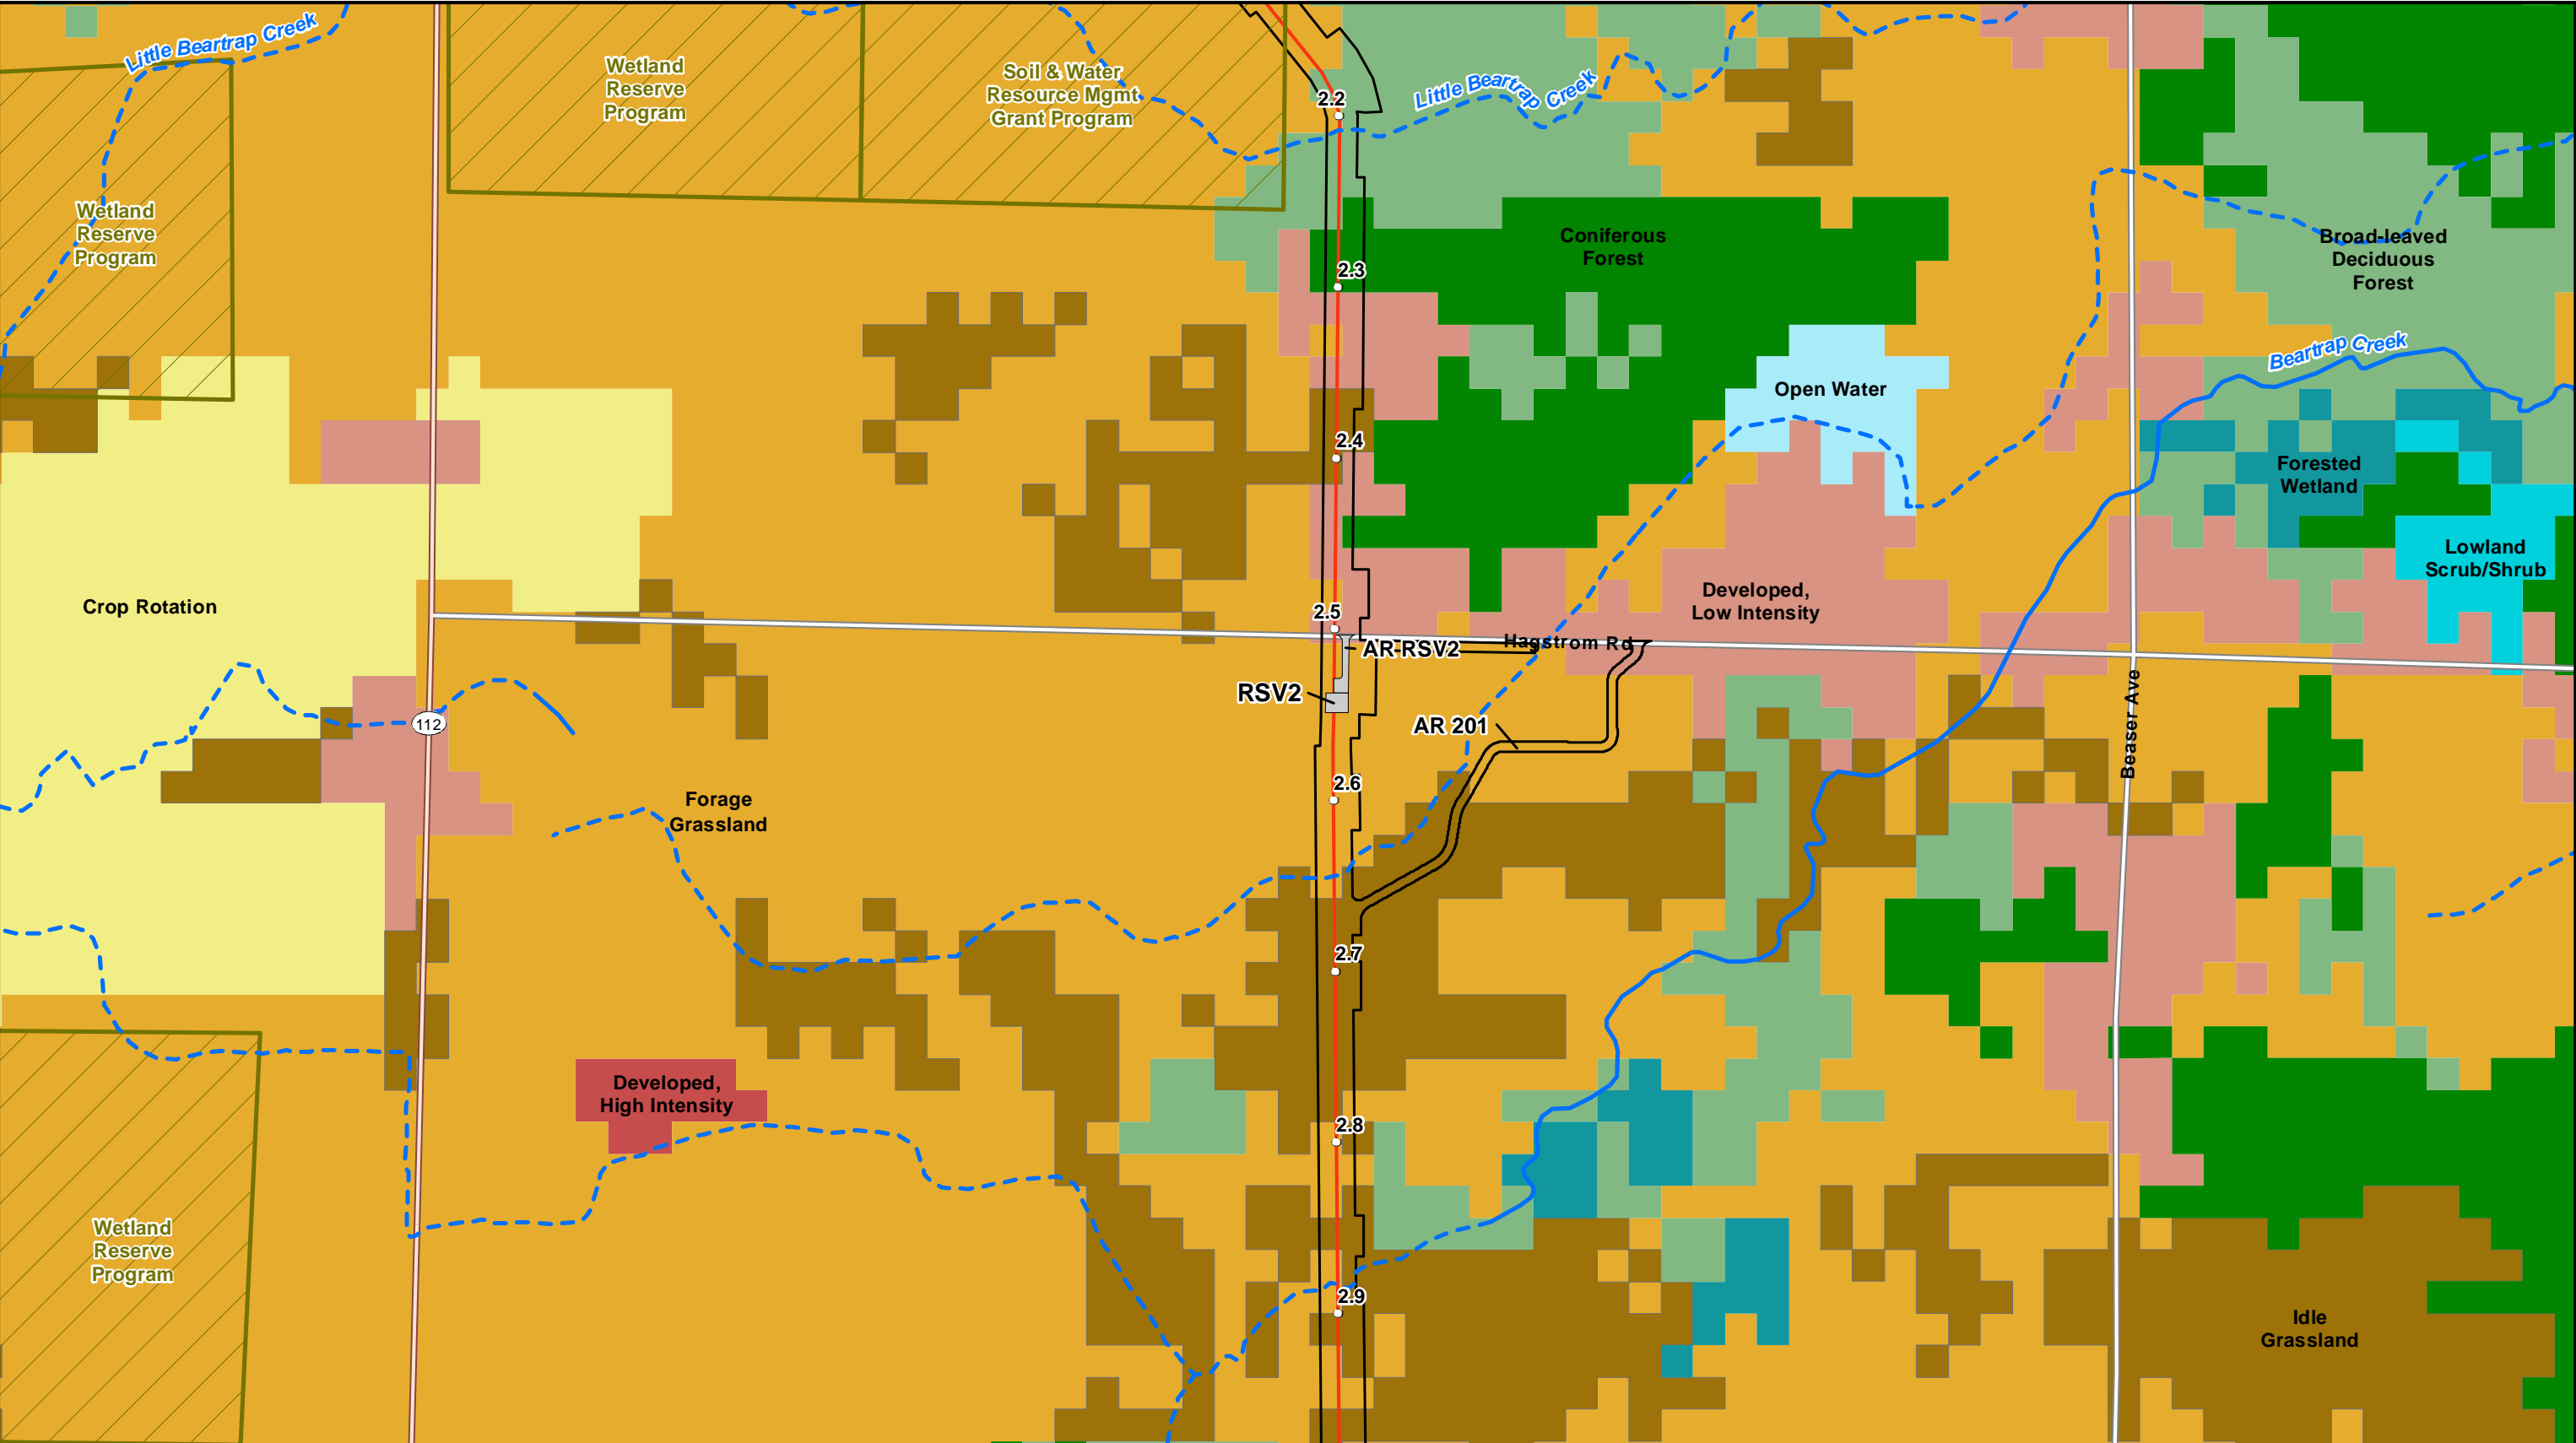 Little Beartrap Creek
Wetland
Reserve
Program
Soil & Water
Resource Mgmt
Grant Program
2.2
Little Beartrap Creek
Wetland
Reserve
Program
Coniferous
Forest
Broad-leaved
Deciduous
Forest
2.3
Beartrap Creek
Open Water
2.4
Forested
Wetland
Lowland
Scrub/Shrub
Crop Rotation
Developed,
Low Intensity
2.5
Hagstrom Rd
AR RSV2
RSV2
112
AR 201
Beaser Ave
2.6
Forage
Grassland
2.7
Developed,
High Intensity
2.8
Wetland
Reserve
Program
2.9
Idle
Grassland